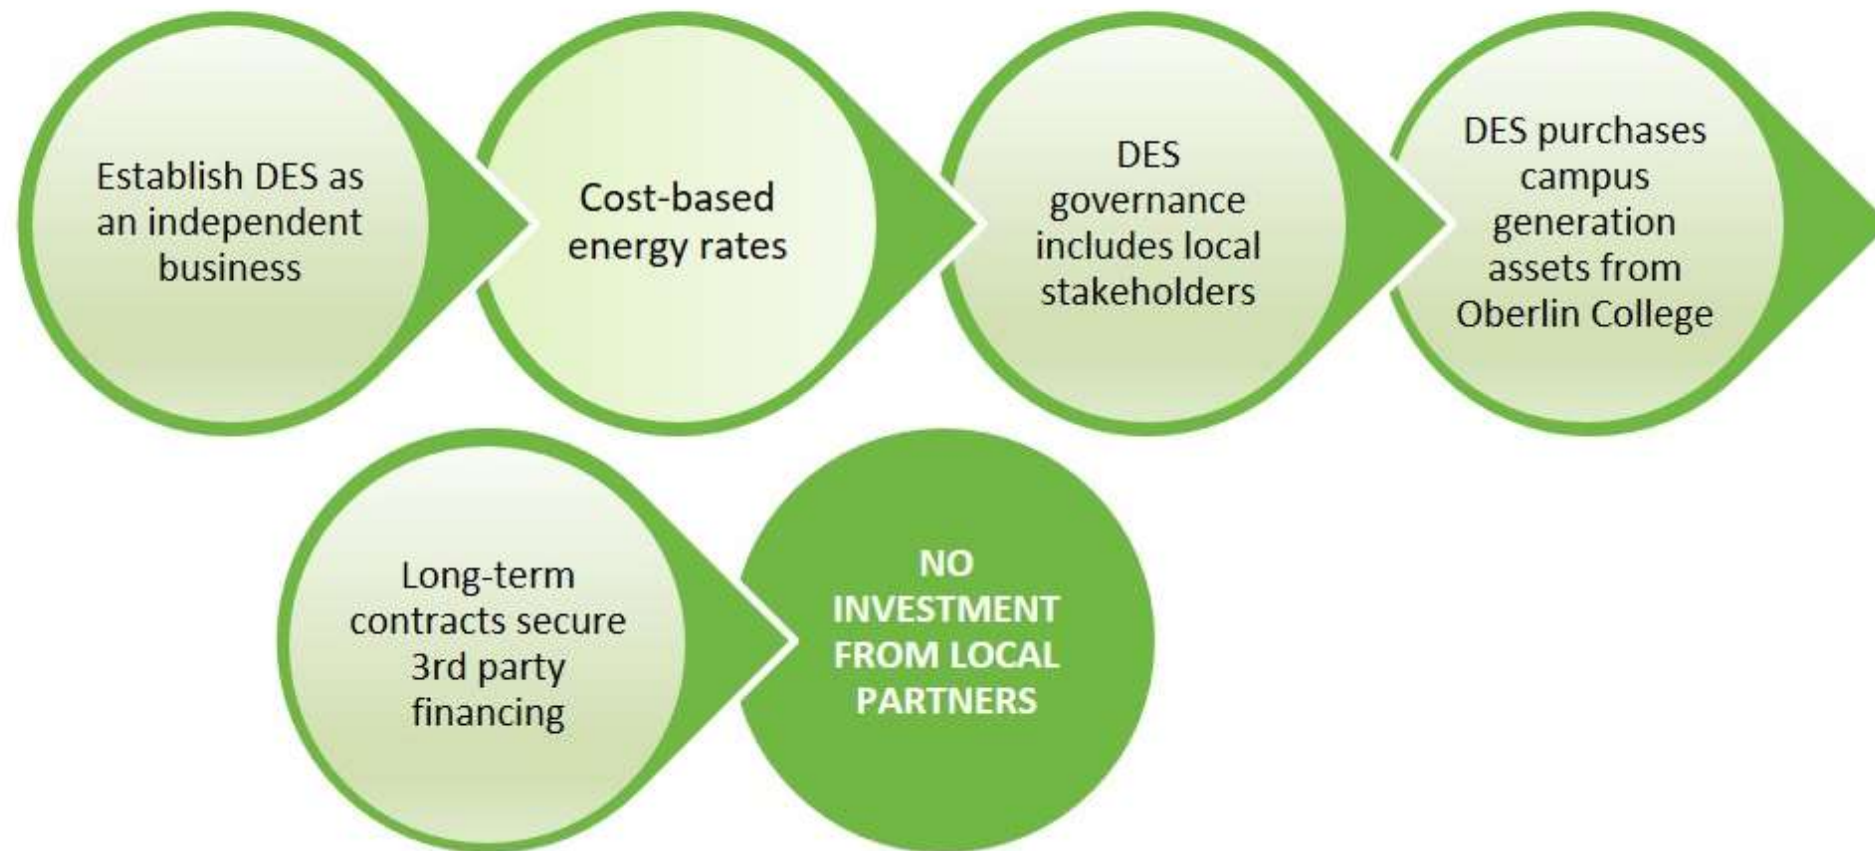 Establish DES as
an independent
business
Cost-based
energy rates
DES
governance
includes local
stakeholders
DES purchases
campus
generation
assets from
Oberlin College
Long-term
contracts secure
3rd party
financing
NO
INVESTMENT
FROM LOCAL
PARTNERS